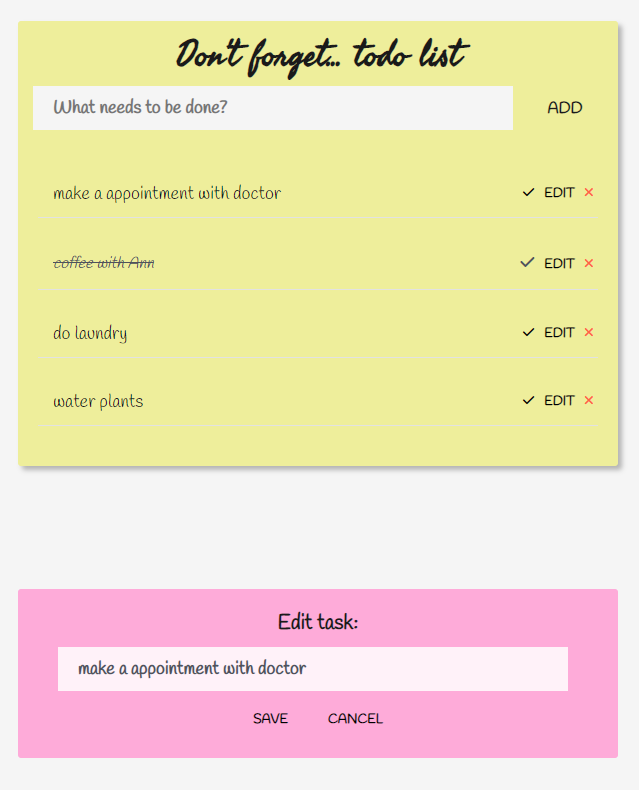 Don't forget... todo list
What needs to be done? ADD
make a appointment with doctor EDIT
coffee with Ann EDIT
do laundry EDIT
water plants EDIT
Edit task:
make a appointment with doctor
SAVE CANCEL